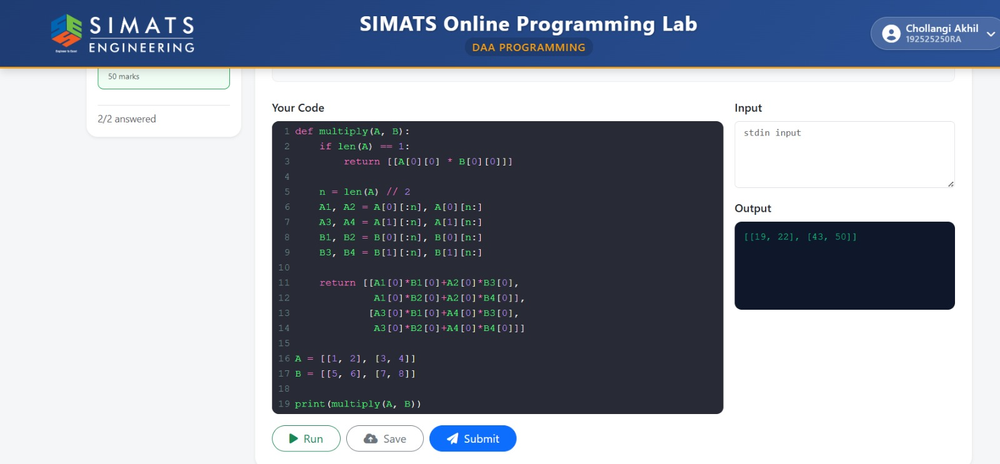 SIMATS
ENGINEERING
Engineer to Excel
SIMATS Online Programming Lab
DAA PROGRAMMING
Chollangi Akhil
192525250RA
50 marks
2/2 answered
Your Code
1 def multiply(A, B):
2     if len(A) == 1:
3         return [[A[0][0] * B[0][0]]]
4
5     n = len(A) // 2
6     A1, A2 = A[0][:n], A[0][n:]
7     A3, A4 = A[1][:n], A[1][n:]
8     B1, B2 = B[0][:n], B[0][n:]
9     B3, B4 = B[1][:n], B[1][n:]
10
11     return [[A1[0]*B1[0]+A2[0]*B3[0],
12              A1[0]*B2[0]+A2[0]*B4[0]],
13             [A3[0]*B1[0]+A4[0]*B3[0],
14              A3[0]*B2[0]+A4[0]*B4[0]]]
15
16 A = [[1, 2], [3, 4]]
17 B = [[5, 6], [7, 8]]
18
19 print(multiply(A, B))
Run
Save
Submit
Input
stdin input
Output
[[19, 22], [43, 50]]